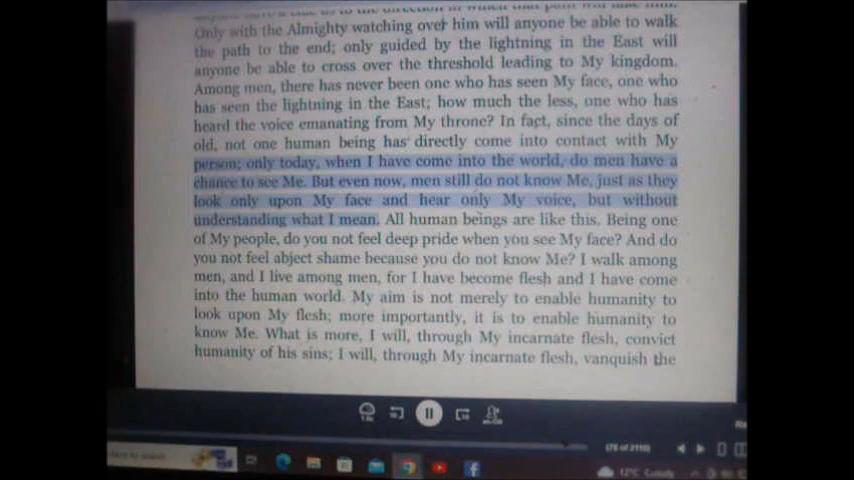 Only with the Almighty watching over him will anyone be able to walk
the path to the end; only guided by the lightning in the East will
anyone be able to cross over the threshold leading to My kingdom.
Among men, there has never been one who has seen My face, one who
has seen the lightning in the East; how much the less, one who has
heard the voice emanating from My throne? In fact, since the days of
old, not one human being has directly come into contact with My
person; only today, when I have come into the world, do men have a
chance to see Me. But even now, men still do not know Me, just as they
look only upon My face and hear only My voice, but without
understanding what I mean. All human beings are like this. Being one
of My people, do you not feel deep pride when you see My face? And do
you not feel abject shame because you do not know Me? I walk among
men, and I live among men, for I have become flesh and I have come
into the human world. My aim is not merely to enable humanity to
look upon My flesh; more importantly, it is to enable humanity to
know Me. What is more, I will, through My incarnate flesh, convict
humanity of his sins; I will, through My incarnate flesh, vanquish the
here to search
12°C Cloudy